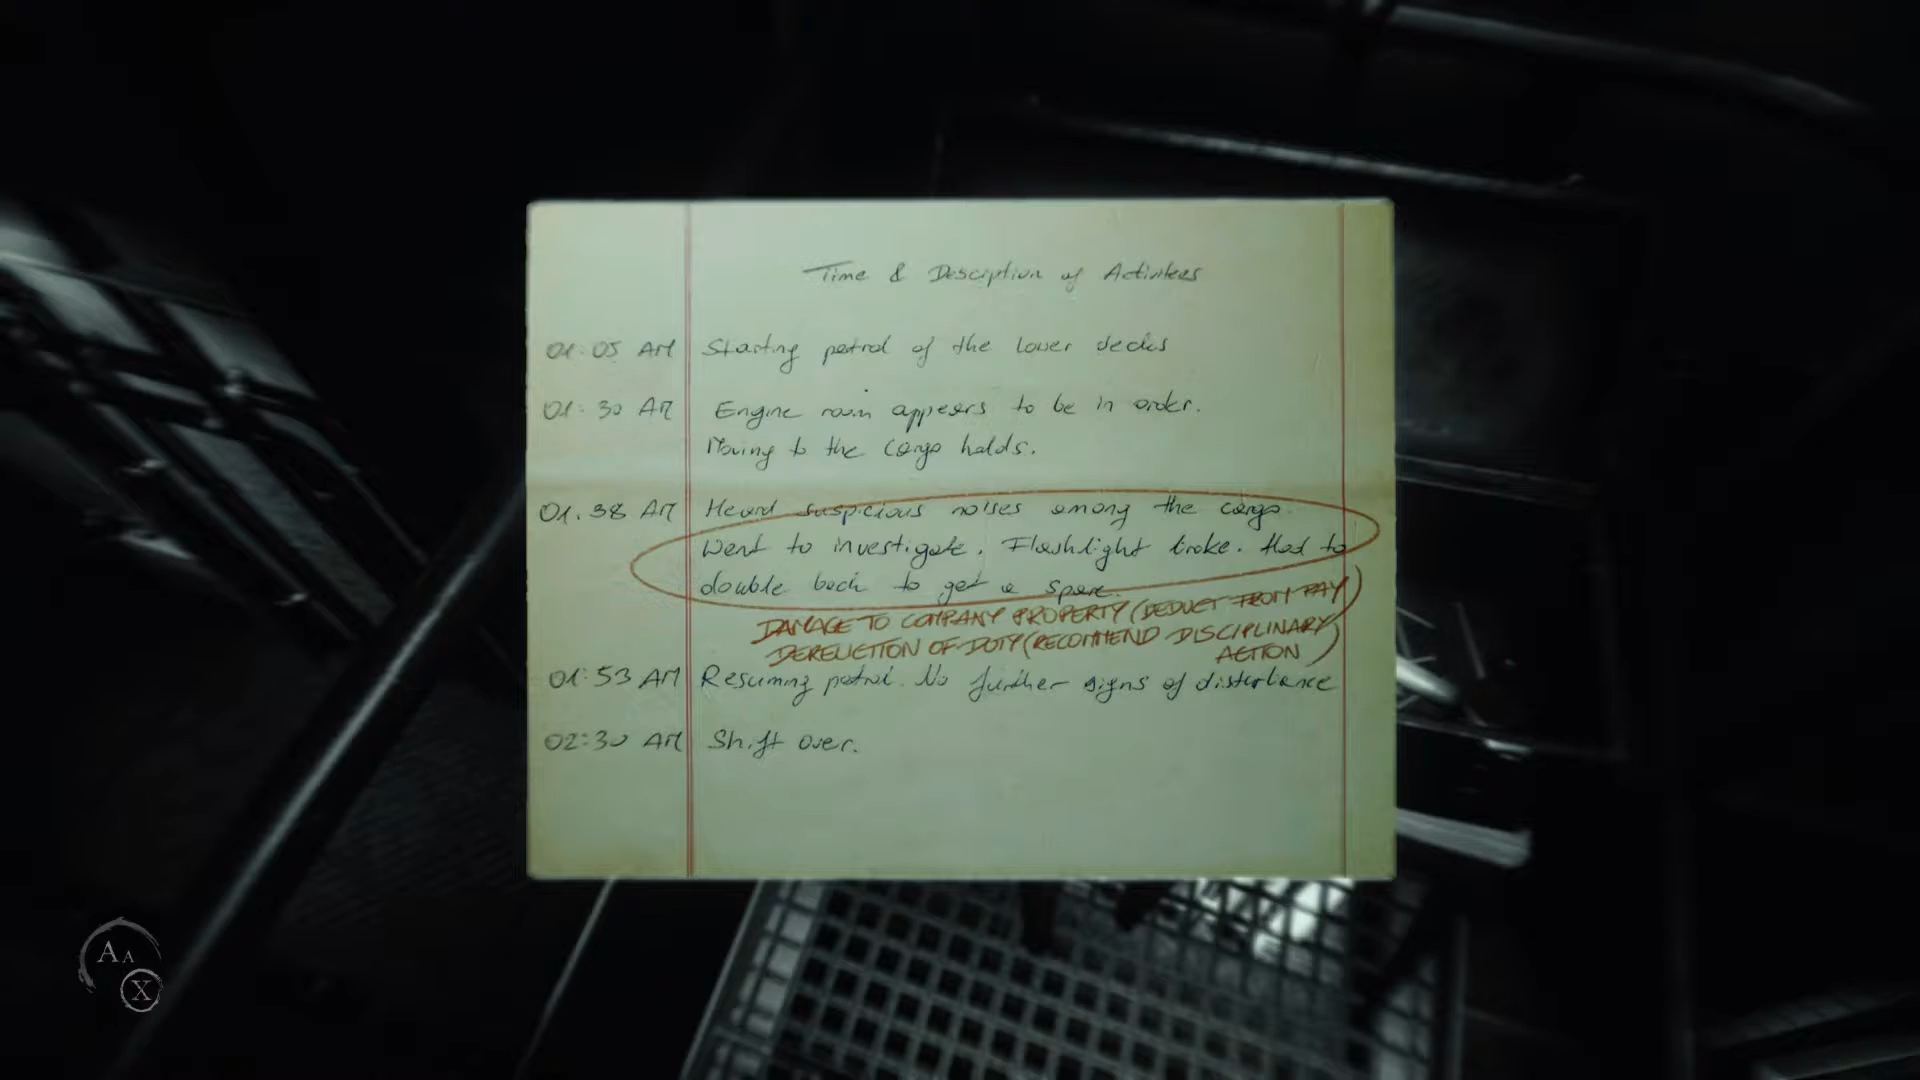 Time & Desciption of Activitees
01:05 AM Starting patrol of the lower decks
01:30 AM Engine room appears to be in order.
Moving to the cargo holds.
01.38 AM Heard suspicious noises among the cargo.
Went to investigate. Flashlight broke. Had to
double back to get a spare.
DAMAGE TO COMPANY PROPERTY (DEDUCT FROM PAY)
DERELICTION OF DUTY (RECOMMEND DISCIPLINARY
ACTION)
01:53 AM Resuming patrol. No further signs of disturbance
02:30 AM Shift over.
A A
X